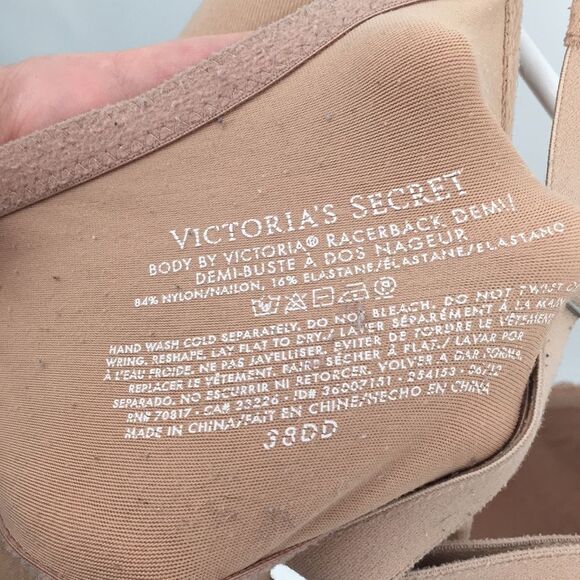 VICTORIA'S SECRET
BODY BY VICTORIA® RACERBACK DEMI/
DEMI-BUSTE À DOS NAGEUR
84% NYLON/NAILON, 16% ELASTANE/ÉLASTANE/ELASTANO
HAND WASH COLD SEPARATELY, DO NOT BLEACH, DO NOT TWIST OR
WRING. RESHAPE. LAY FLAT TO DRY./ LAVER SÉPARÉMENT À LA MAIN
À L'EAU FROIDE. NE PAS JAVELLISER. ÉVITER DE TORDRE LE VÊTEMENT.
REPLACER LE VÊTEMENT. FAIRE SÉCHER À PLAT./ LAVAR POR
SEPARADO. NO ESCURRIR NI RETORCER. VOLVER A DAR FORMA.
RN# 70817 - CA# 33226 - ID# 36007151 - 254153 - 06/12
MADE IN CHINA/FAIT EN CHINE/HECHO EN CHINA
38DD